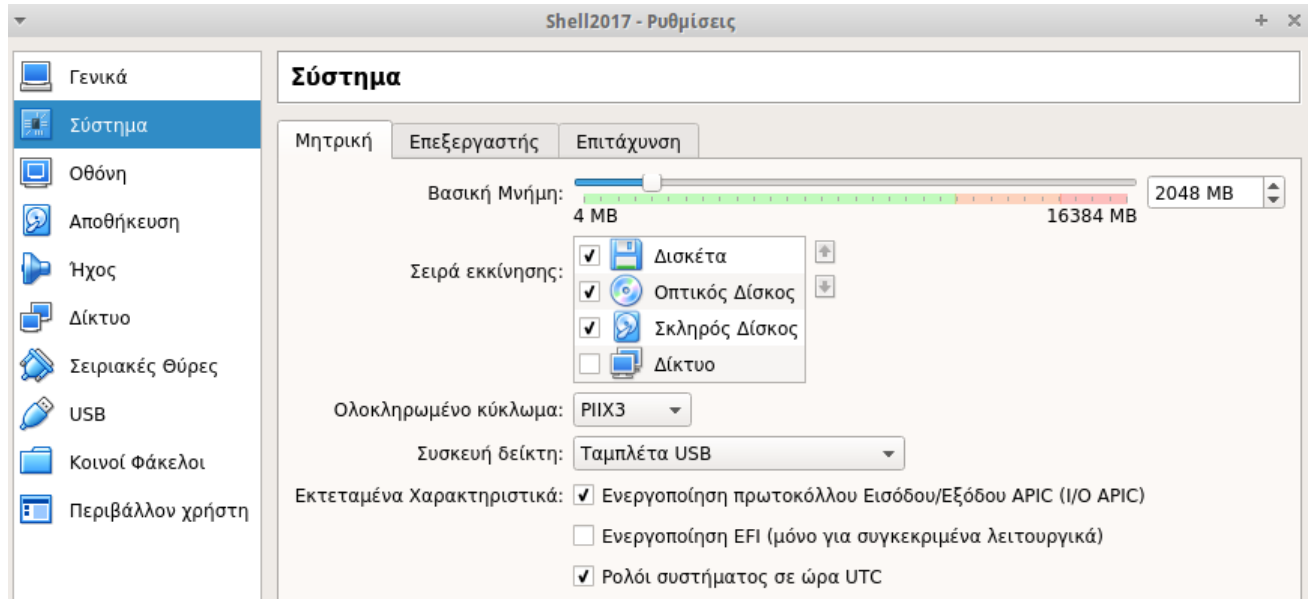 Shell2017 - Ρυθμίσεις
Γενικά
Σύστημα
Οθόνη
Αποθήκευση
Ήχος
Δίκτυο
Σειριακές Θύρες
USB
Κοινοί Φάκελοι
Περιβάλλον χρήστη
Σύστημα
Μητρική Επεξεργαστής Επιτάχυνση
Βασική Μνήμη: 2048 MB
4 MB 16384 MB
Σειρά εκκίνησης:
Δισκέτα
Οπτικός Δίσκος
Σκληρός Δίσκος
Δίκτυο
Ολοκληρωμένο κύκλωμα: PIIX3
Συσκευή δείκτη: Ταμπλέτα USB
Εκτεταμένα Χαρακτηριστικά: Ενεργοποίηση πρωτοκόλλου Εισόδου/Εξόδου APIC (I/O APIC)
Ενεργοποίηση EFI (μόνο για συγκεκριμένα λειτουργικά)
Ρολόι συστήματος σε ώρα UTC